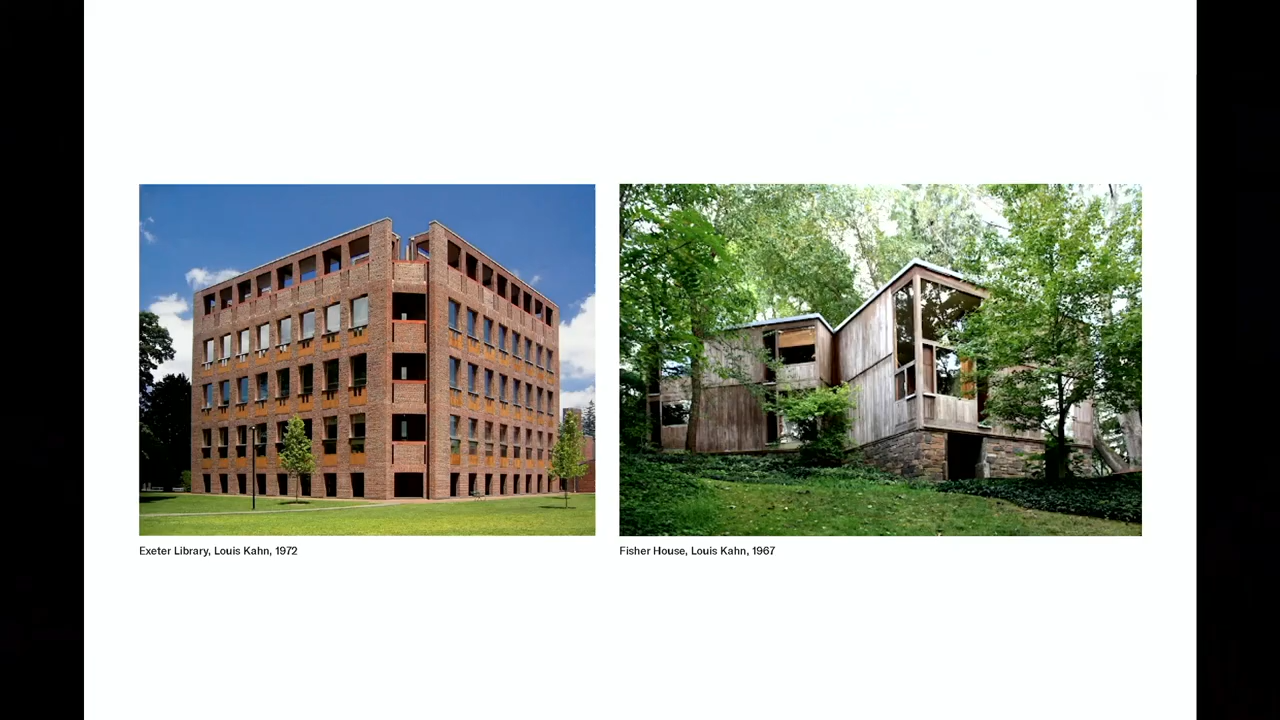 Exeter Library, Louis Kahn, 1972
Fisher House, Louis Kahn, 1967